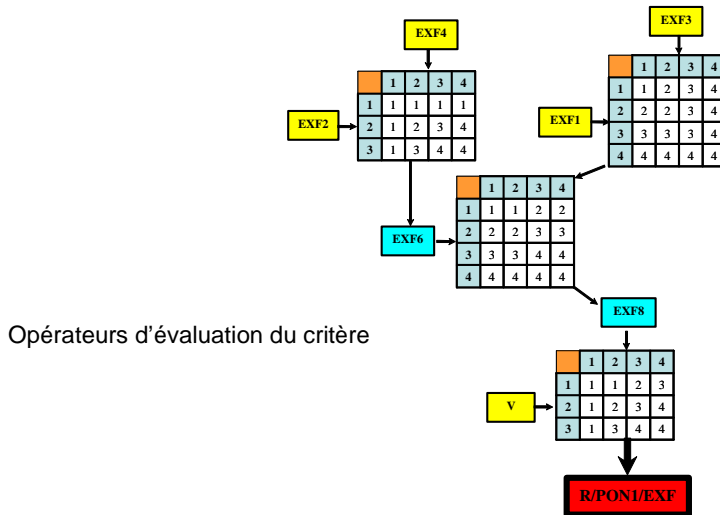 EXF4
EXF3
1 2 3 4
1 1 1 1 1
2 1 2 3 4
3 1 3 4 4
EXF2
1 2 3 4
1 1 2 3 4
2 2 2 3 4
3 3 3 3 4
4 4 4 4 4
EXF1
1 2 3 4
1 1 1 2 2
2 2 2 3 3
3 3 3 4 4
4 4 4 4 4
EXF6
EXF8
Opérateurs d'évaluation du critère
1 2 3 4
1 1 1 2 3
2 1 2 3 4
3 1 3 4 4
V
R/PON1/EXF